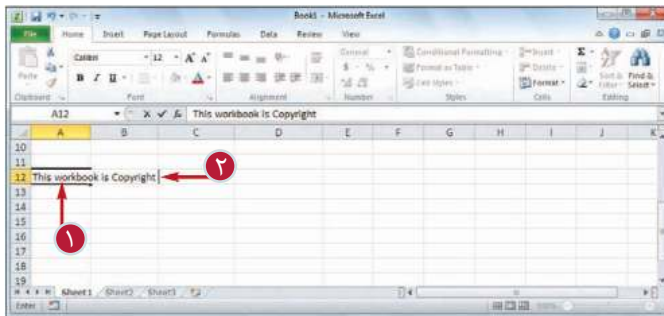 Book1 - Microsoft Excel
File Home Insert Page Layout Formulas Data Review View
Calibri 12 A A General Conditional Formatting Insert Σ
Paste B I U A $ % , Format as Table Delete Sort & Find &
Cell Styles Format Filter Select
Clipboard Font Alignment Number Styles Cells Editing
A12 fx This workbook is Copyright
A B C D E F G H I J K
10
11
12 This workbook is Copyright ٢
13
14
15
16 ١
17
18
19
Sheet1 Sheet2 Sheet3
Enter